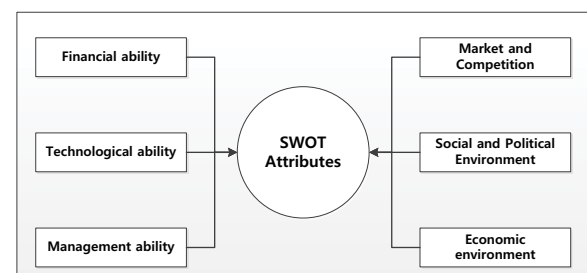 Financial ability
Technological ability
Management ability
SWOT
Attributes
Market and
Competition
Social and Political
Environment
Economic
environment